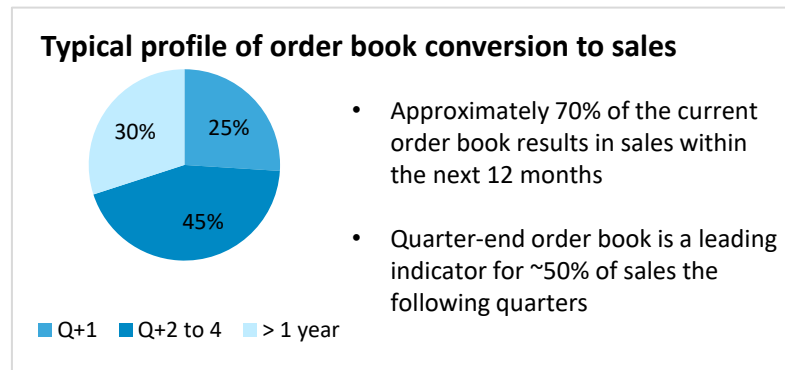 Typical profile of order book conversion to sales
30%
25%
45%
Q+1 Q+2 to 4 > 1 year
• Approximately 70% of the current
order book results in sales within
the next 12 months
• Quarter-end order book is a leading
indicator for ~50% of sales the
following quarters